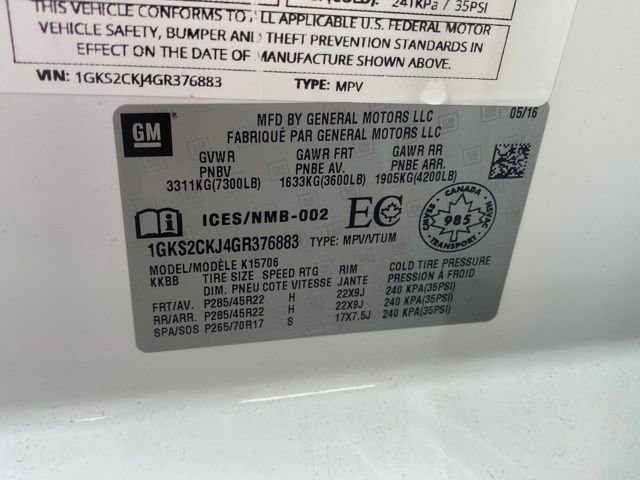 241KPa / 35PSI
THIS VEHICLE CONFORMS TO ALL APPLICABLE U.S. FEDERAL MOTOR
VEHICLE SAFETY, BUMPER AND THEFT PREVENTION STANDARDS IN
EFFECT ON THE DATE OF MANUFACTURE SHOWN ABOVE.
VIN: 1GKS2CKJ4GR376883 TYPE: MPV
GM
MFD BY GENERAL MOTORS LLC 05/16
FABRIQUÉ PAR GENERAL MOTORS LLC
GVWR GAWR FRT GAWR RR
PNBV PNBE AV. PNBE ARR.
3311KG(7300LB) 1633KG(3600LB) 1905KG(4200LB)
i ICES/NMB-002 EC
CANADA
985
TRANSPORT
CMVSS
NSVAC
1GKS2CKJ4GR376883 TYPE: MPV/VTUM
MODEL/MODÈLE K15706
KKBB TIRE SIZE SPEED RTG RIM COLD TIRE PRESSURE
DIM. PNEU COTE VITESSE JANTE PRESSION À FROID
FRT/AV. P285/45R22 H 22X9J 240 KPA(35PSI)
RR/ARR. P285/45R22 H 22X9J 240 KPA(35PSI)
SPA/SOS P265/70R17 S 17X7.5J 240 KPA(35PSI)